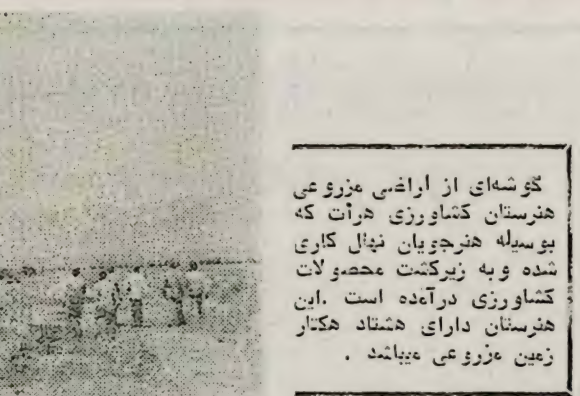 گوشه‌ای از اراضی مزروعی
هنرستان کشاورزی هرات که
بوسیله هنرجویان نهال کاری
شده وبه زیرکشت محصولات
کشاورزی درآمده است .این
هنرستان دارای هشتاد هکتار
زمین مزروعی میباشد .